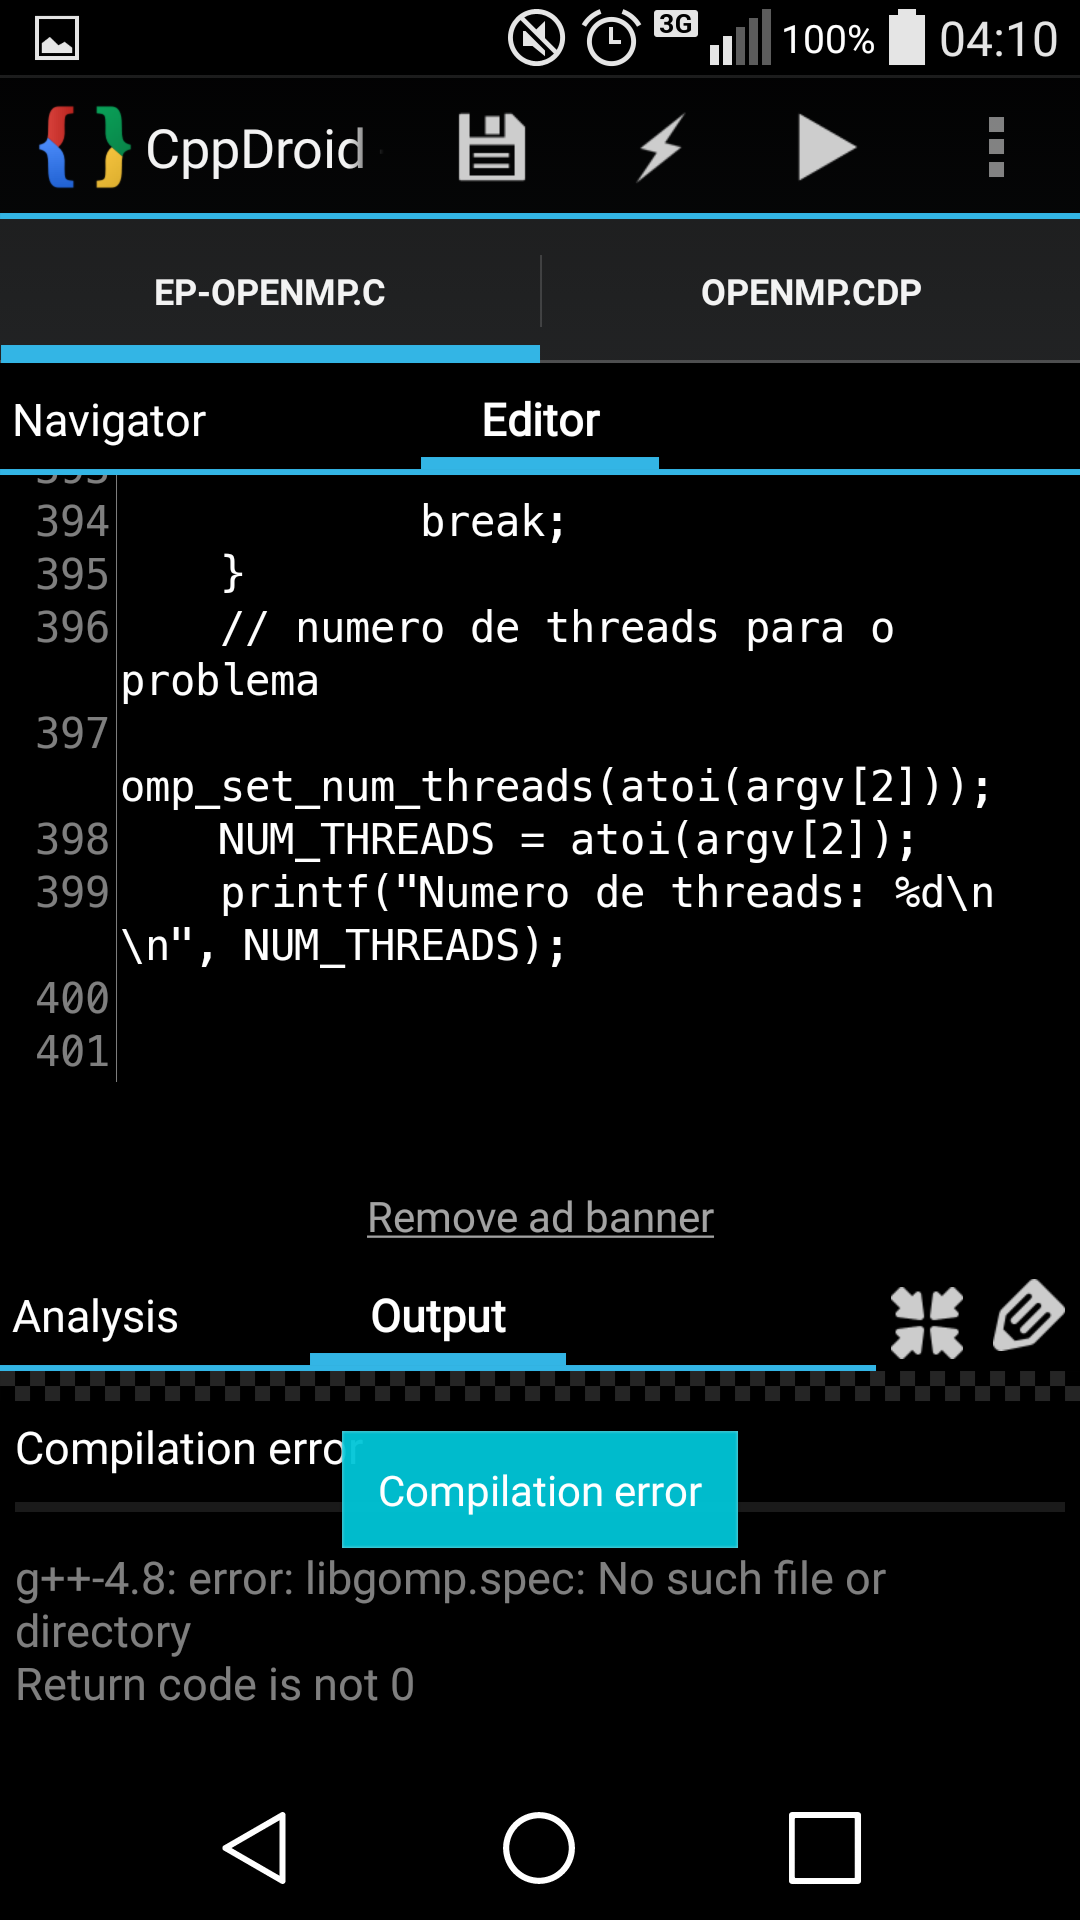 3G 100% 04:10
CppDroid
EP-OPENMP.C OPENMP.CDP
Navigator Editor
393
394 break;
395 }
396 // numero de threads para o
problema
397
omp_set_num_threads(atoi(argv[2]));
398 NUM_THREADS = atoi(argv[2]);
399 printf("Numero de threads: %d\n
\n", NUM_THREADS);
400
401
Remove ad banner
Analysis Output
Compilation error
Compilation error
g++-4.8: error: libgomp.spec: No such file or
directory
Return code is not 0